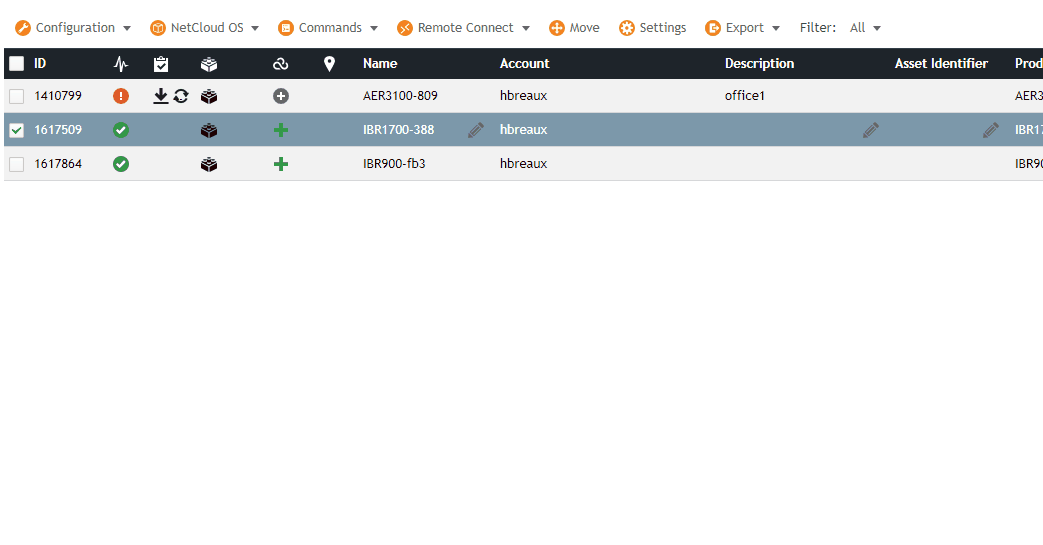 Configuration NetCloud OS Commands Remote Connect Move Settings Export Filter: All
ID Name Account Description Asset Identifier Prod
1410799 AER3100-809 hbreaux office1 AER3
1617509 IBR1700-388 hbreaux IBR17
1617864 IBR900-fb3 hbreaux IBR90